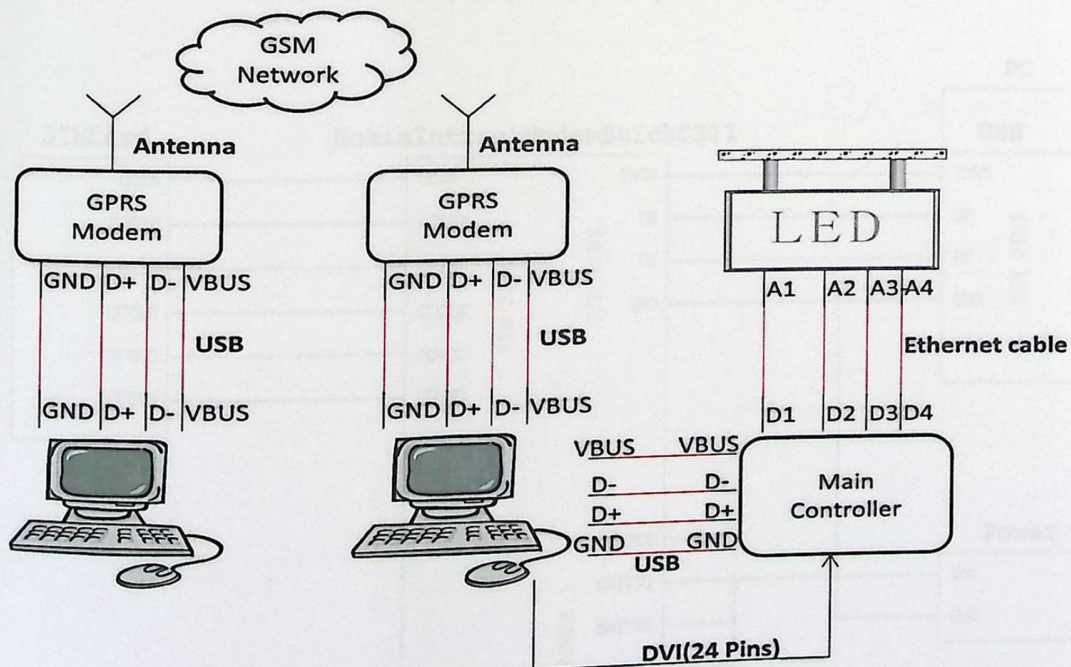 GSM
Network
Antenna
Antenna
GPRS
Modem
GPRS
Modem
LED
GND D+ D- VBUS
GND D+ D- VBUS
A1 A2 A3 A4
USB
USB
Ethernet cable
GND D+ D- VBUS
GND D+ D- VBUS
D1 D2 D3 D4
VBUS VBUS
D- D-
D+ D+
GND GND
USB
Main
Controller
DVI(24 Pins)